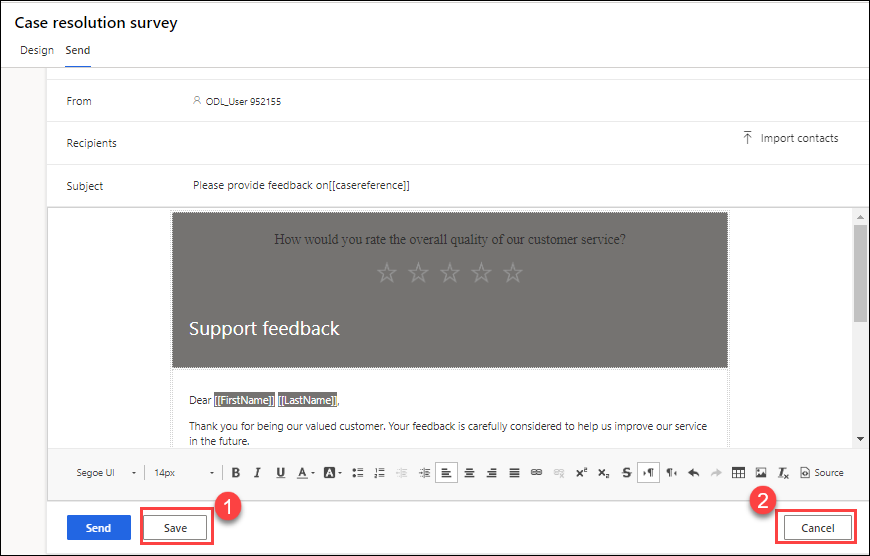 Case resolution survey
Design Send
From ODL_User 952155
Recipients Import contacts
Subject Please provide feedback on[[casereference]]
How would you rate the overall quality of our customer service?
Support feedback
Dear [[FirstName]] [[LastName]],
Thank you for being our valued customer. Your feedback is carefully considered to help us improve our service
in the future.
Segoe UI 14px B I U A A S Source
1 2
Send Save Cancel